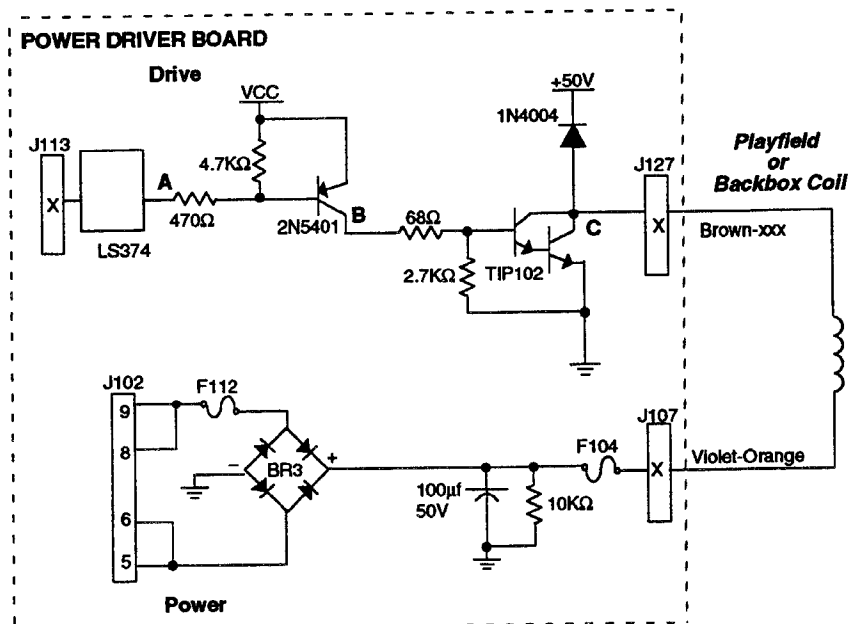 POWER DRIVER BOARD
Drive
VCC
+50V
1N4004
J113
4.7KΩ
J127
Playfield
or
Backbox Coil
A
X
470Ω
2N5401
B
68Ω
C
X
Brown-xxx
LS374
2.7KΩ
TIP102
J102
F112
9
8
BR3
-
+
6
5
100µf
50V
10KΩ
F104
J107
X
Violet-Orange
Power